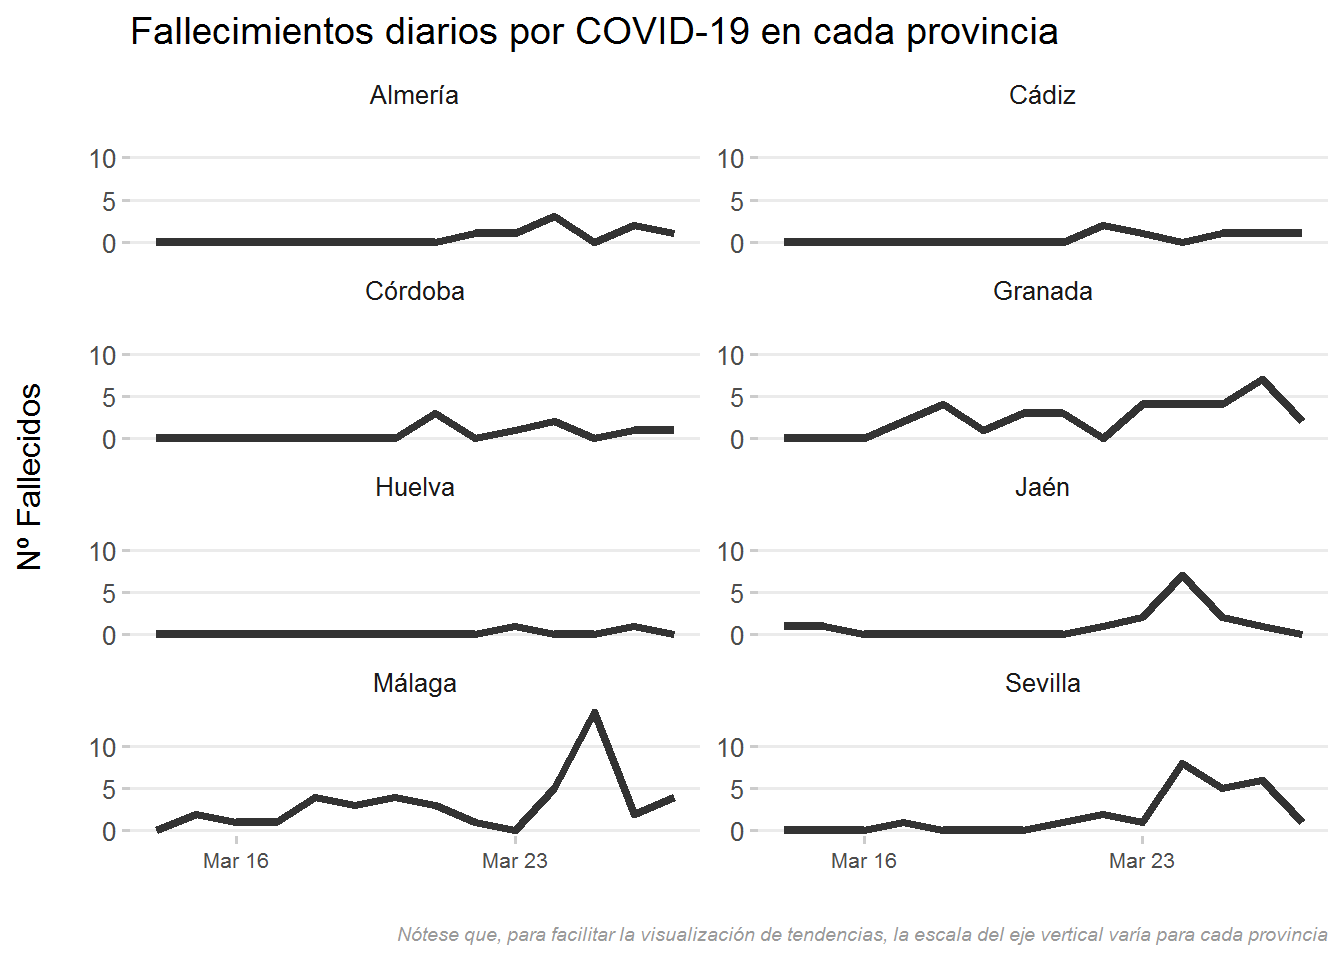 Fallecimientos diarios por COVID-19 en cada provincia
Almería
Cádiz
10
5
0
10
5
0
Córdoba
Granada
10
5
0
10
5
0
Nº Fallecidos
Huelva
Jaén
10
5
0
10
5
0
Málaga
Sevilla
10
5
0
10
5
0
Mar 16
Mar 23
Mar 16
Mar 23
Nótese que, para facilitar la visualización de tendencias, la escala del eje vertical varía para cada provincia